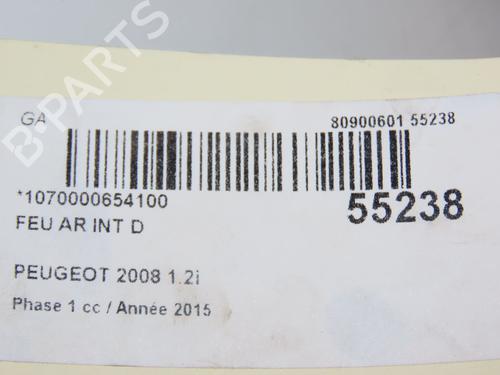 GA
80900601 55238
*1070000654100
55238
FEU AR INT D
PEUGEOT 2008 1.2i
Phase 1 cc / Année 2015
B-PARTS